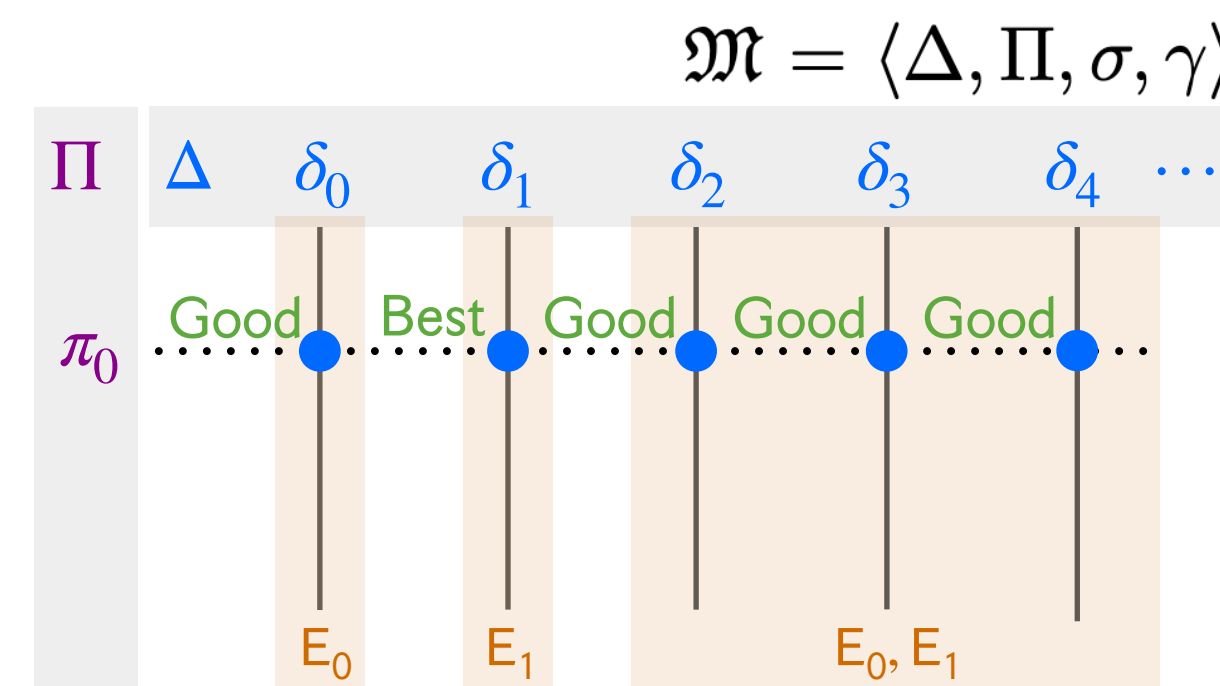 𝔐 = ⟨Δ, Π, σ, γ⟩
Π Δ δ₀ δ₁ δ₂ δ₃ δ₄ ⋯
Good Best Good Good Good
π₀
E₀ E₁ E₀, E₁